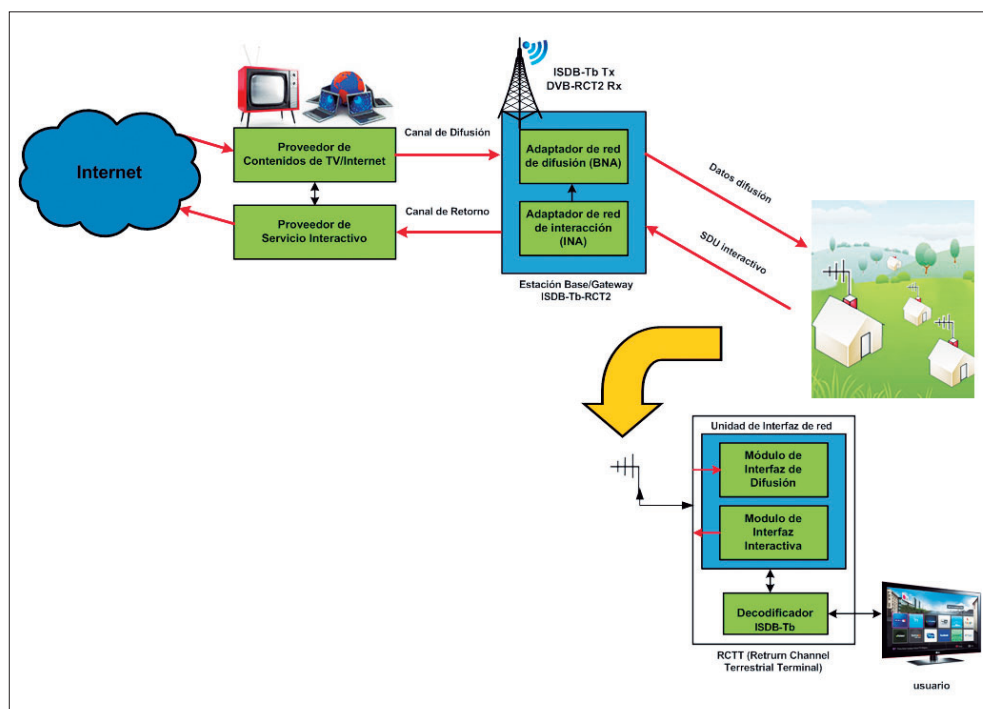 ISDB-Tb Tx
DVB-RCT2 Rx
Internet
Proveedor de
Contenidos de TV/Internet
Canal de Difusión
Adaptador de red
de difusión (BNA)
Datos difusión
Proveedor de
Servicio Interactivo
Canal de Retorno
Adaptador de red
de interacción
(INA)
SDU interactivo
Estación Base/Gateway
ISDB-Tb-RCT2
Unidad de Interfaz de red
Módulo de
Interfaz de
Difusión
Modulo de
Interfaz
Interactiva
Decodificador
ISDB-Tb
RCTT (Retrurn Channel
Terrestrial Terminal)
usuario